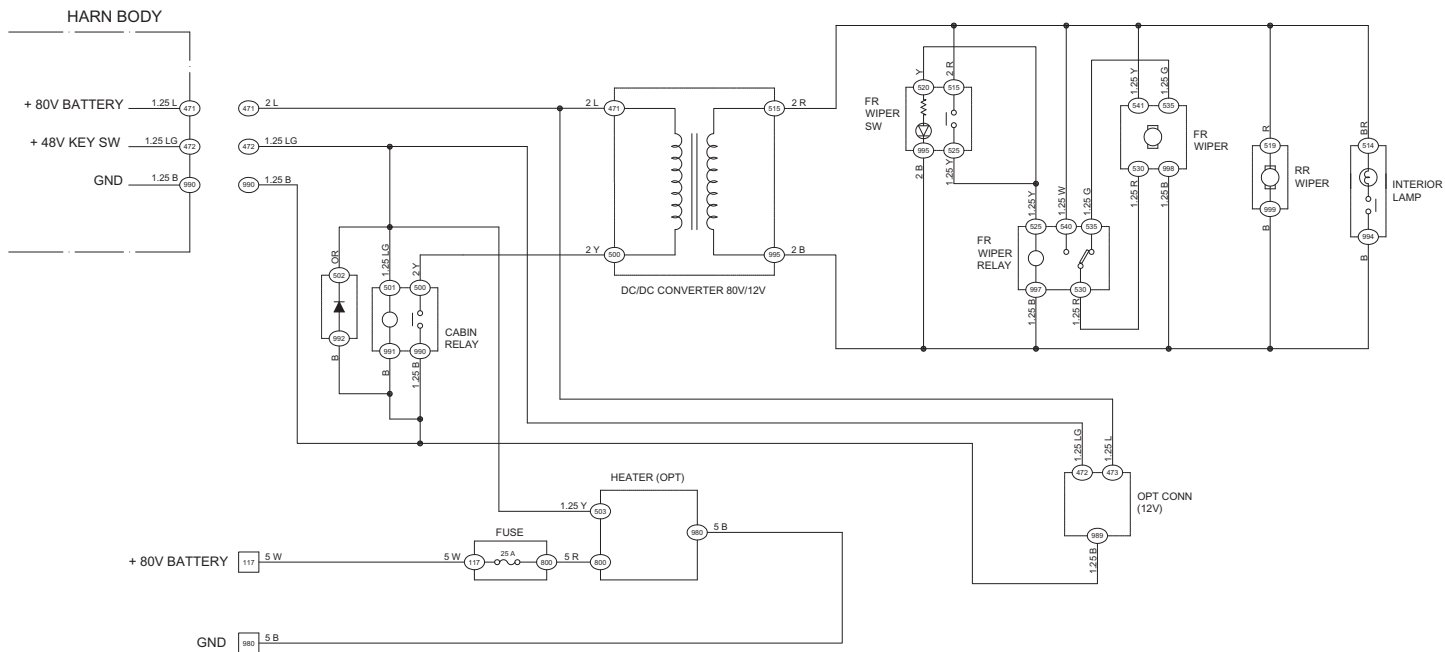 HARN BODY
+ 80V BATTERY
1.25 L
471
471
2 L
+ 48V KEY SW
1.25 LG
472
472
1.25 LG
GND
1.25 B
990
990
1.25 B
2 L
471
515
2 R
2 Y
500
995
2 B
DC/DC CONVERTER 80V/12V
OR
502
992
B
1.25 LG
501
991
B
2 Y
500
990
1.25 B
CABIN
RELAY
FR
WIPER
SW
Y
520
995
2 B
2 R
515
525
1.25 Y
FR
WIPER
RELAY
1.25 Y
525
997
1.25 B
1.25 W
540
1.25 G
535
530
1.25 R
1.25 Y
541
1.25 G
535
530
1.25 R
998
1.25 B
FR
WIPER
R
519
999
B
RR
WIPER
BR
514
994
B
INTERIOR
LAMP
1.25 LG
472
1.25 L
473
989
1.25 B
OPT CONN
(12V)
HEATER (OPT)
1.25 Y
503
980
5 B
800
FUSE
+ 80V BATTERY
117
5 W
5 W
117
25 A
800
5 R
GND
980
5 B